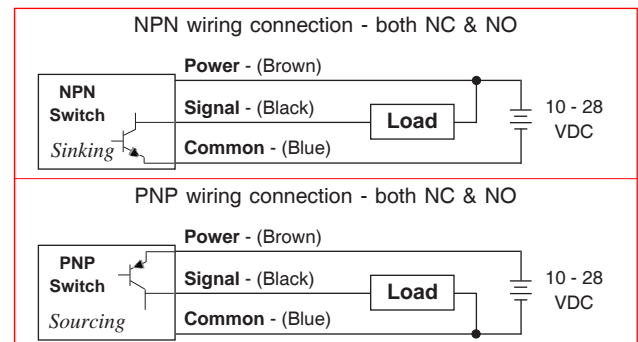 NPN wiring connection - both NC & NO
Power - (Brown)
NPN
Switch
Signal - (Black)
Load
10 - 28
VDC
Sinking
Common - (Blue)
PNP wiring connection - both NC & NO
Power - (Brown)
PNP
Switch
Signal - (Black)
Load
10 - 28
VDC
Sourcing
Common - (Blue)